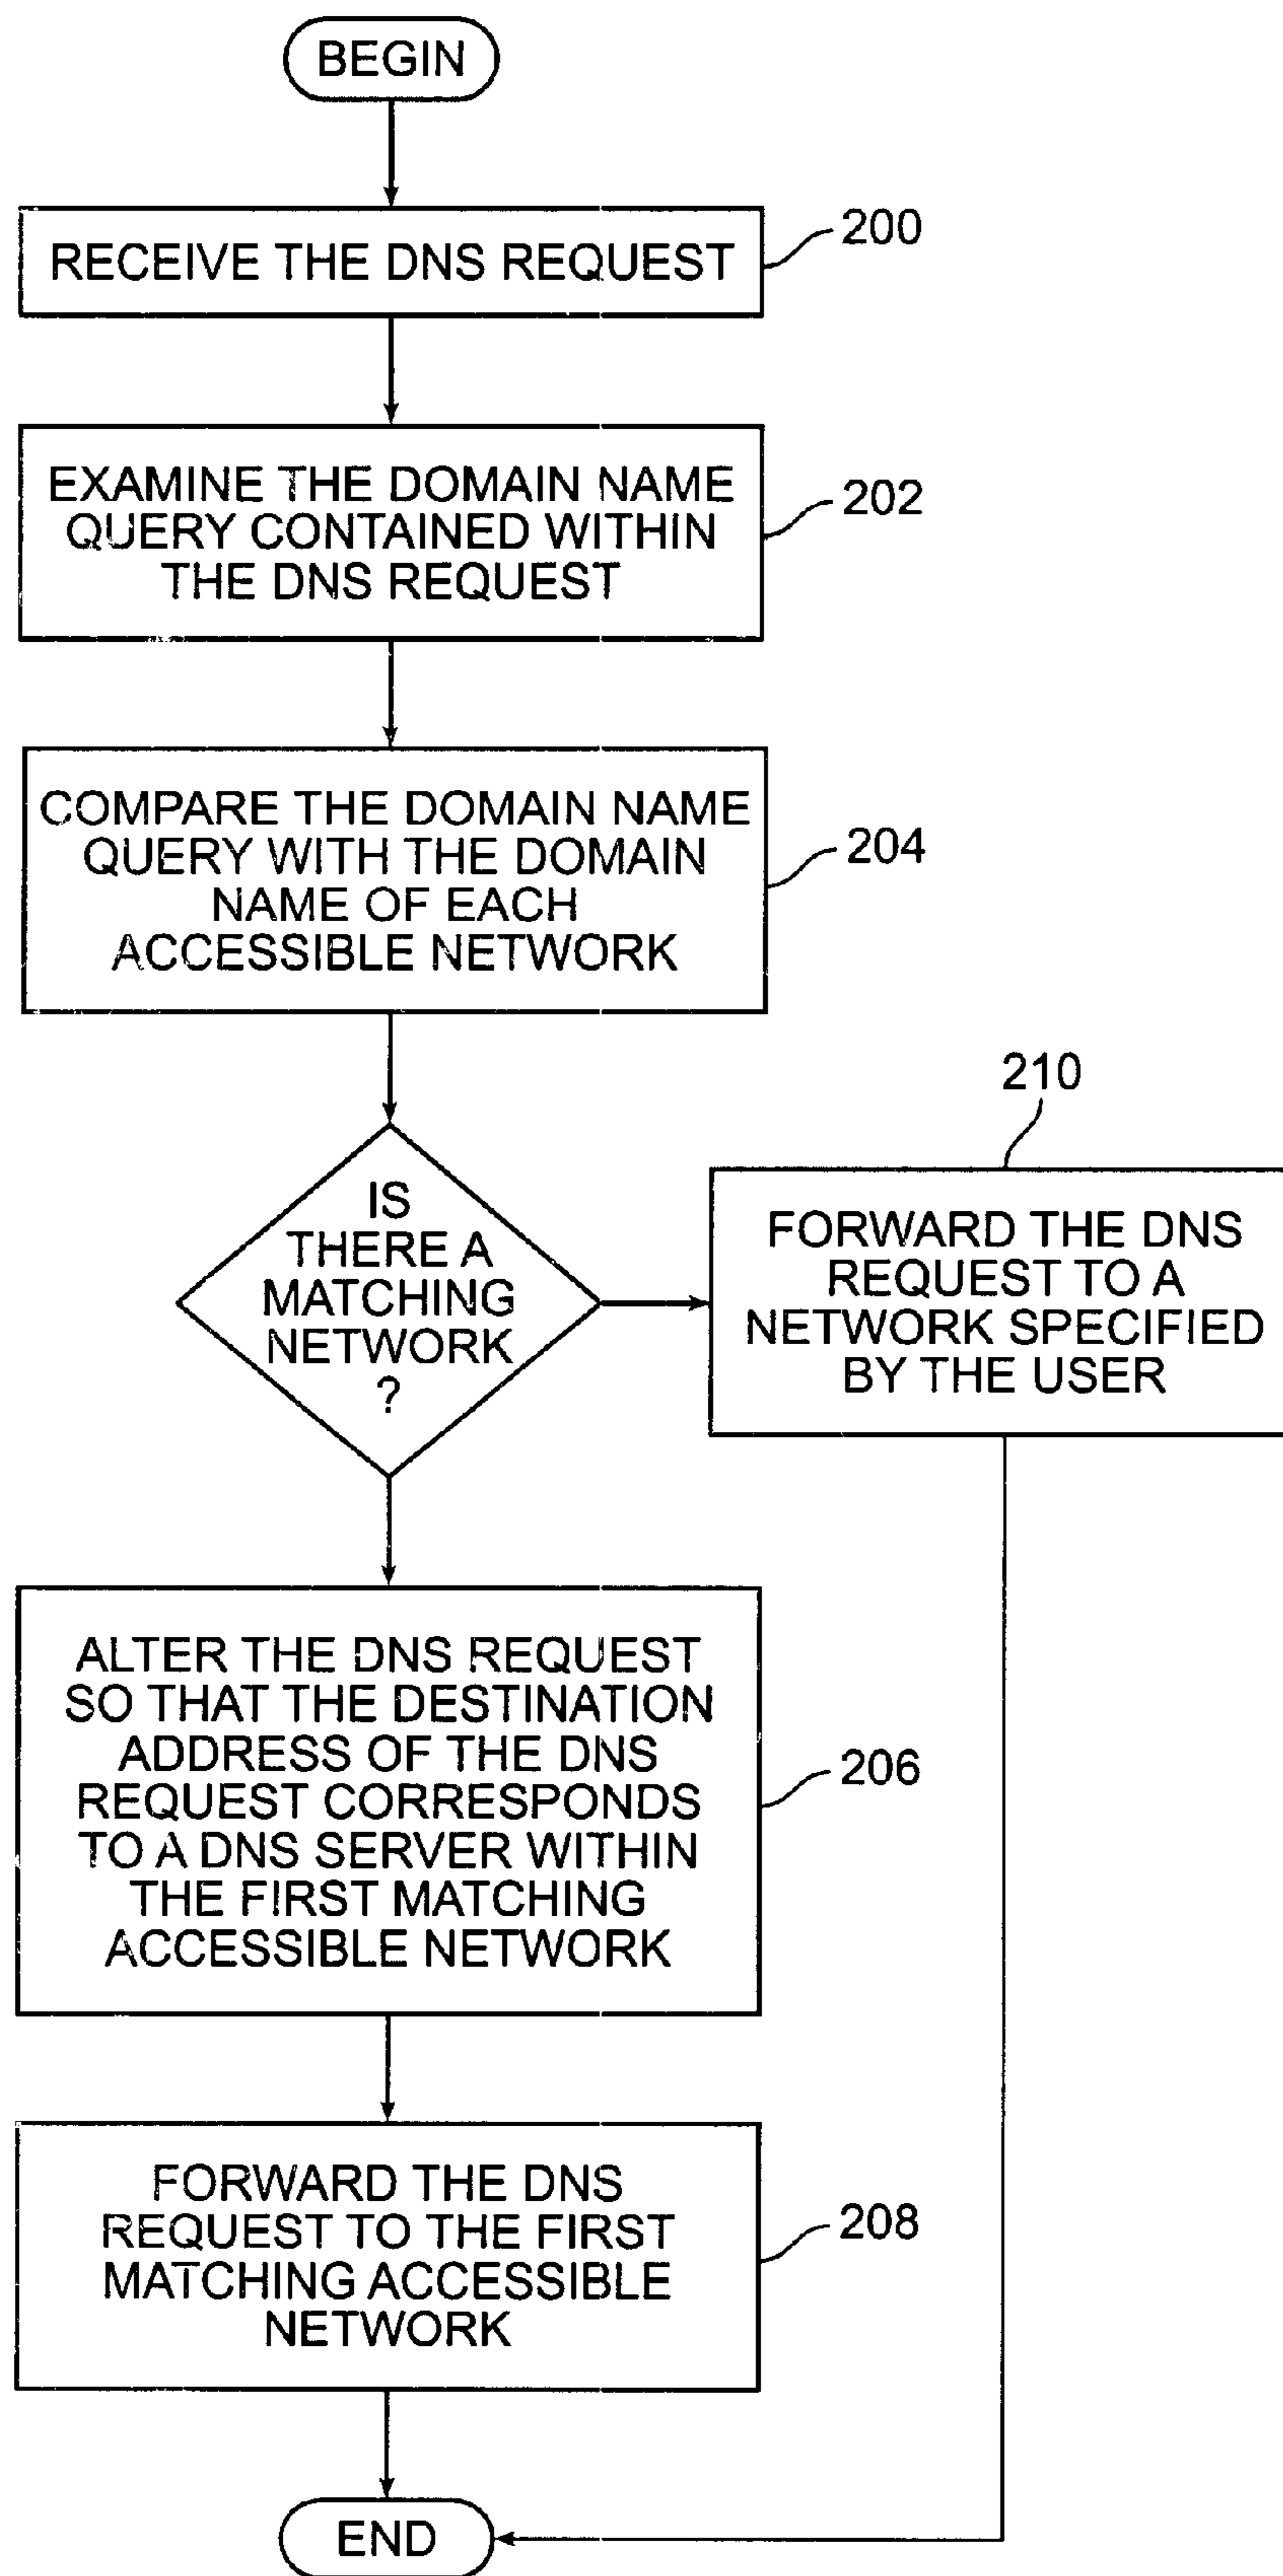 BEGIN
RECEIVE THE DNS REQUEST
200
EXAMINE THE DOMAIN NAME
QUERY CONTAINED WITHIN
THE DNS REQUEST
202
COMPARE THE DOMAIN NAME
QUERY WITH THE DOMAIN
NAME OF EACH
ACCESSIBLE NETWORK
204
IS
THERE A
MATCHING
NETWORK
?
210
FORWARD THE DNS
REQUEST TO A
NETWORK SPECIFIED
BY THE USER
ALTER THE DNS REQUEST
SO THAT THE DESTINATION
ADDRESS OF THE DNS
REQUEST CORRESPONDS
TO A DNS SERVER WITHIN
THE FIRST MATCHING
ACCESSIBLE NETWORK
206
FORWARD THE DNS
REQUEST TO THE FIRST
MATCHING ACCESSIBLE
NETWORK
208
END